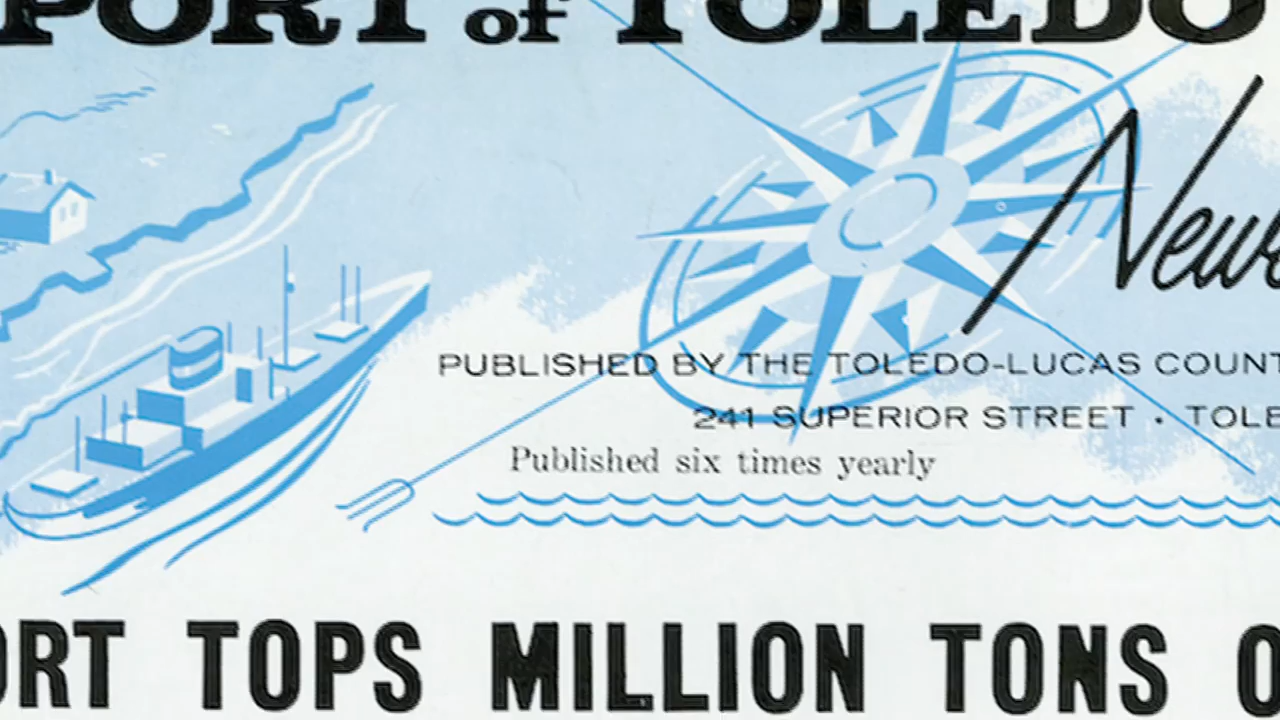 PORT of TOLEDO
News
PUBLISHED BY THE TOLEDO-LUCAS COUNT
241 SUPERIOR STREET • TOLE
Published six times yearly
ORT TOPS MILLION TONS O